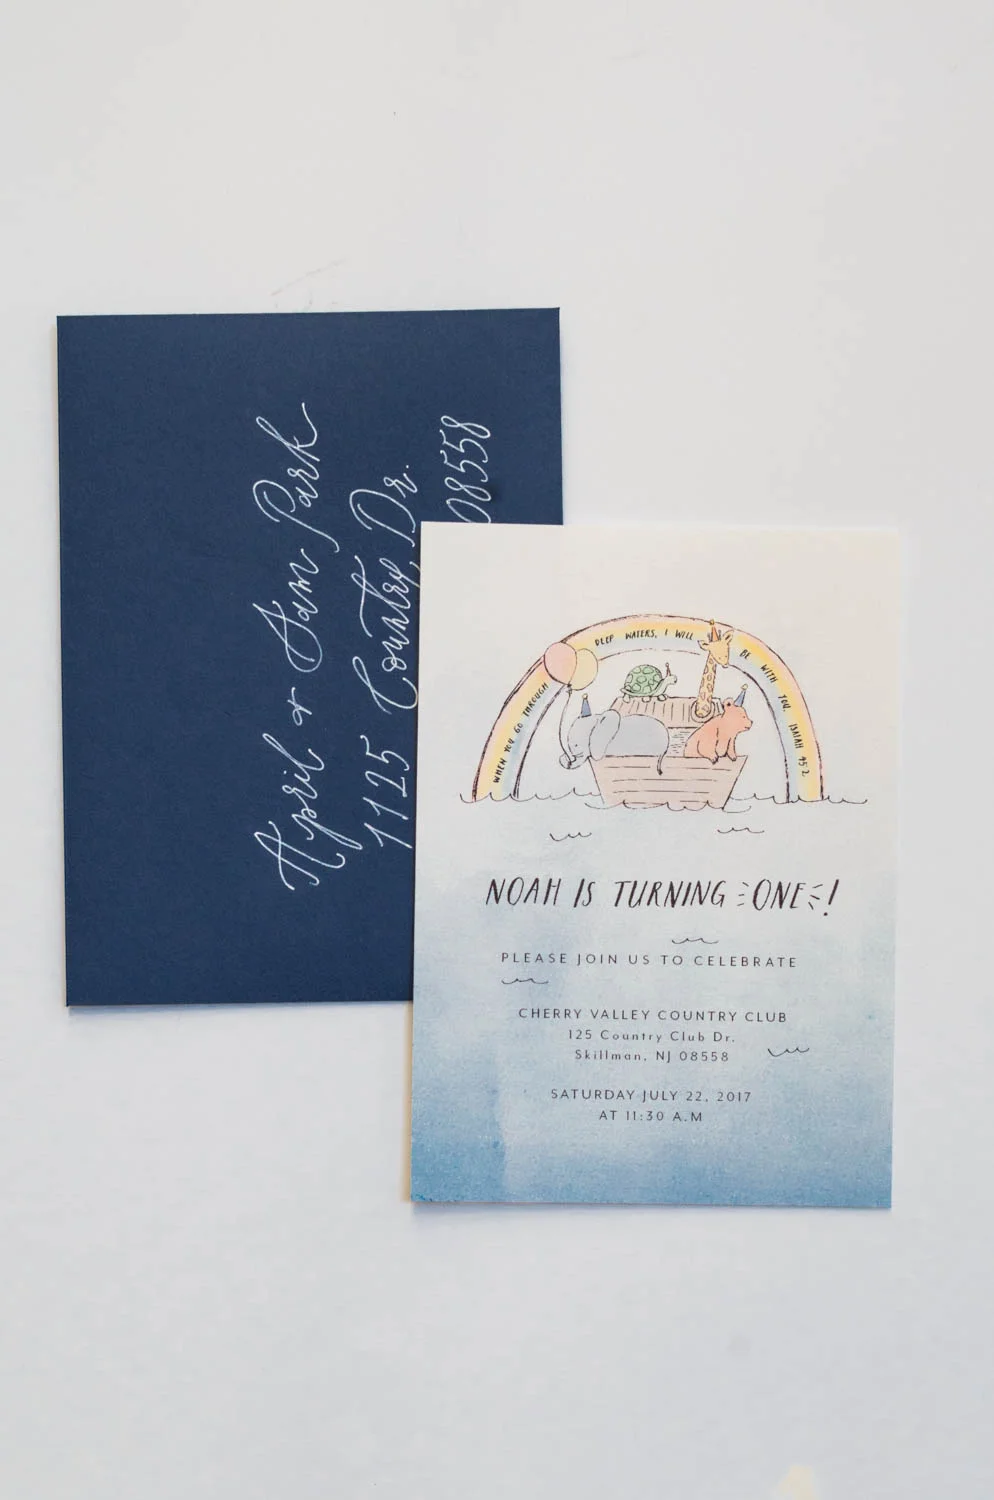 April & Sam Park
1125 Country Dr.
08558
WHEN YOU GO THROUGH DEEP WATERS, I WILL BE WITH YOU. ISAIAH 45:2
NOAH IS TURNING ONE!
PLEASE JOIN US TO CELEBRATE
CHERRY VALLEY COUNTRY CLUB
125 Country Club Dr.
Skillman, NJ 08558
SATURDAY JULY 22, 2017
AT 11:30 A.M